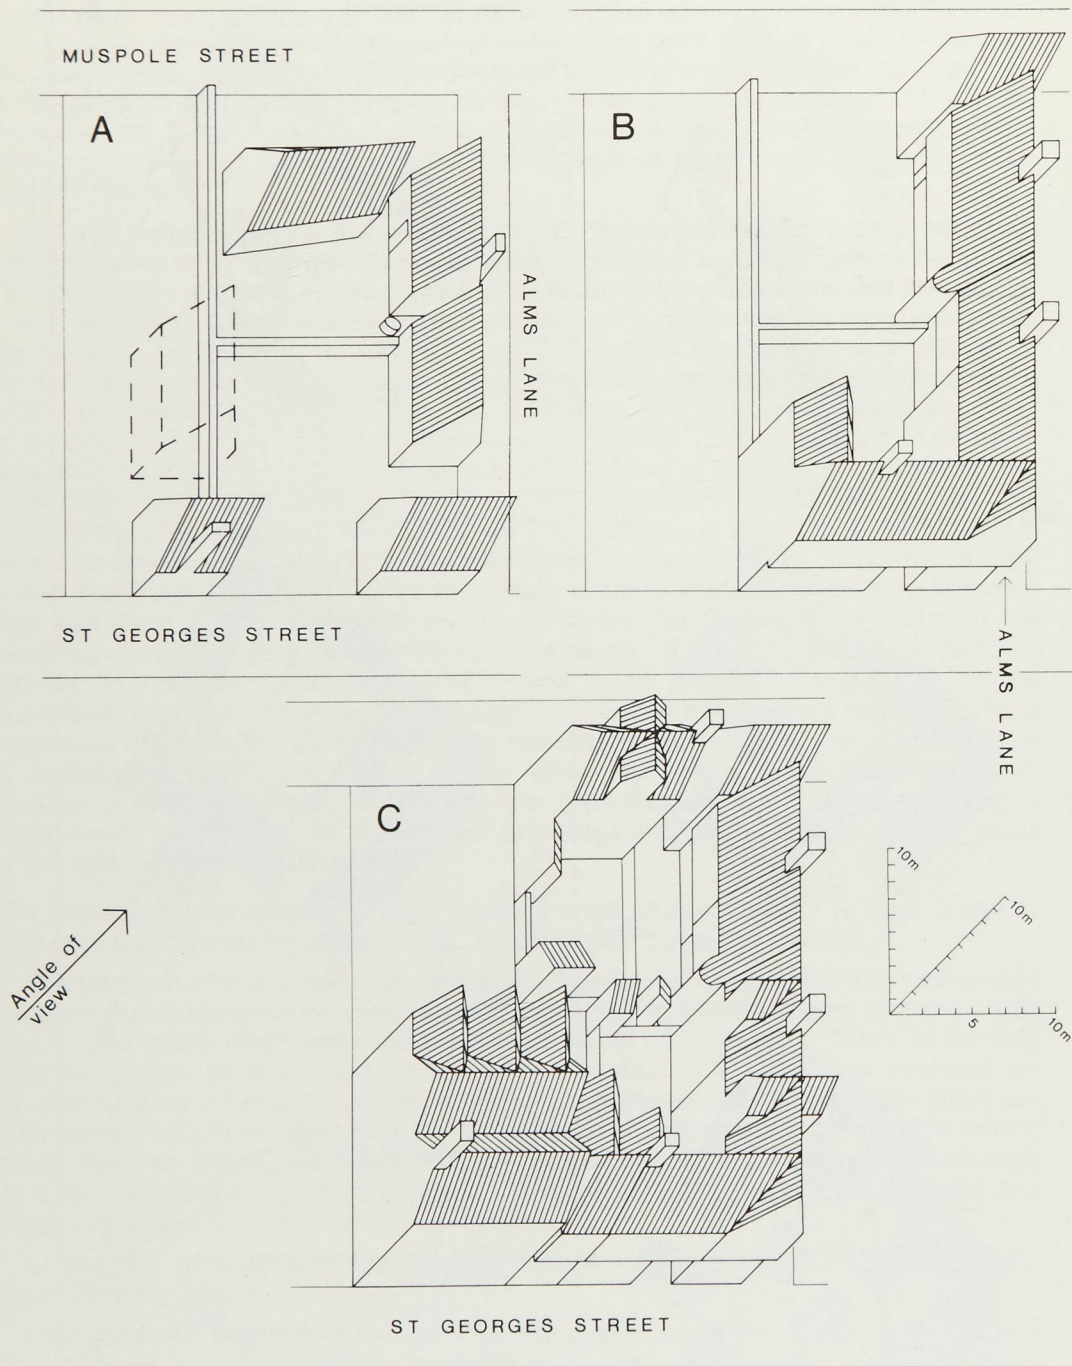 MUSPOLE STREET
A
B
ALMS LANE
ST GEORGES STREET
ALMS LANE
C
10m
10m
5
10m
Angle of
view
ST GEORGES STREET